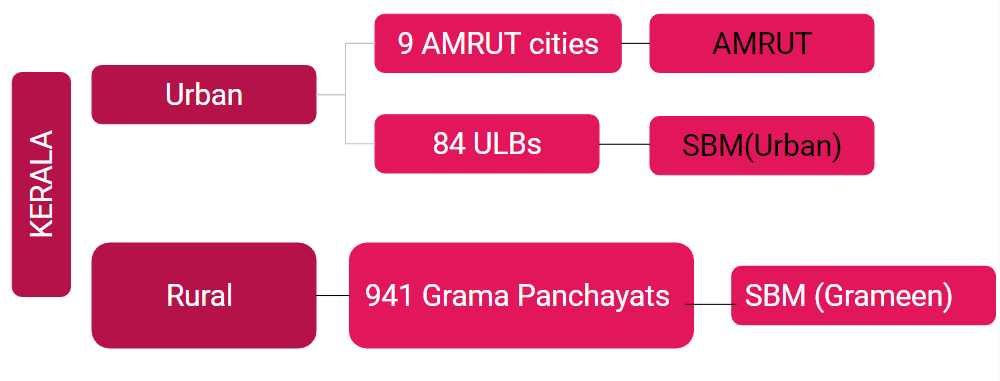 KERALA
Urban
9 AMRUT cities
AMRUT
84 ULBs
SBM(Urban)
Rural
941 Grama Panchayats
SBM (Grameen)